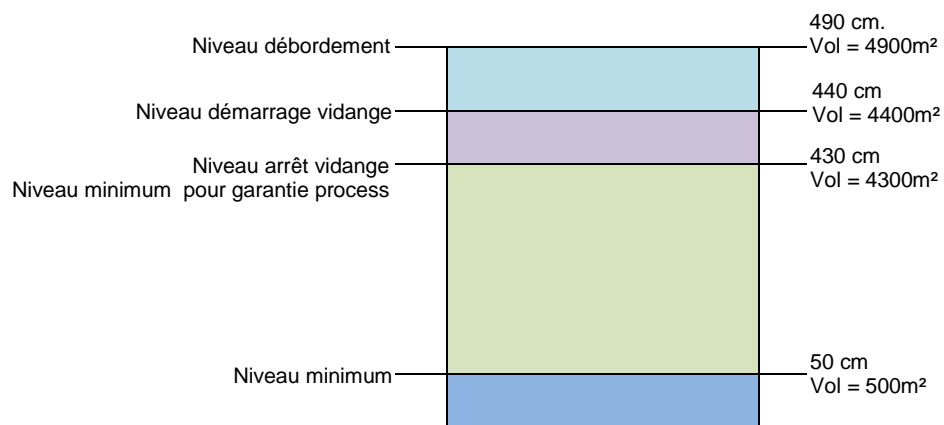 490 cm.
Niveau débordement
Vol = 4900m²
440 cm
Niveau démarrage vidange
Vol = 4400m²
430 cm
Niveau arrêt vidange
Vol = 4300m²
Niveau minimum  pour garantie process
50 cm
Niveau minimum
Vol = 500m²